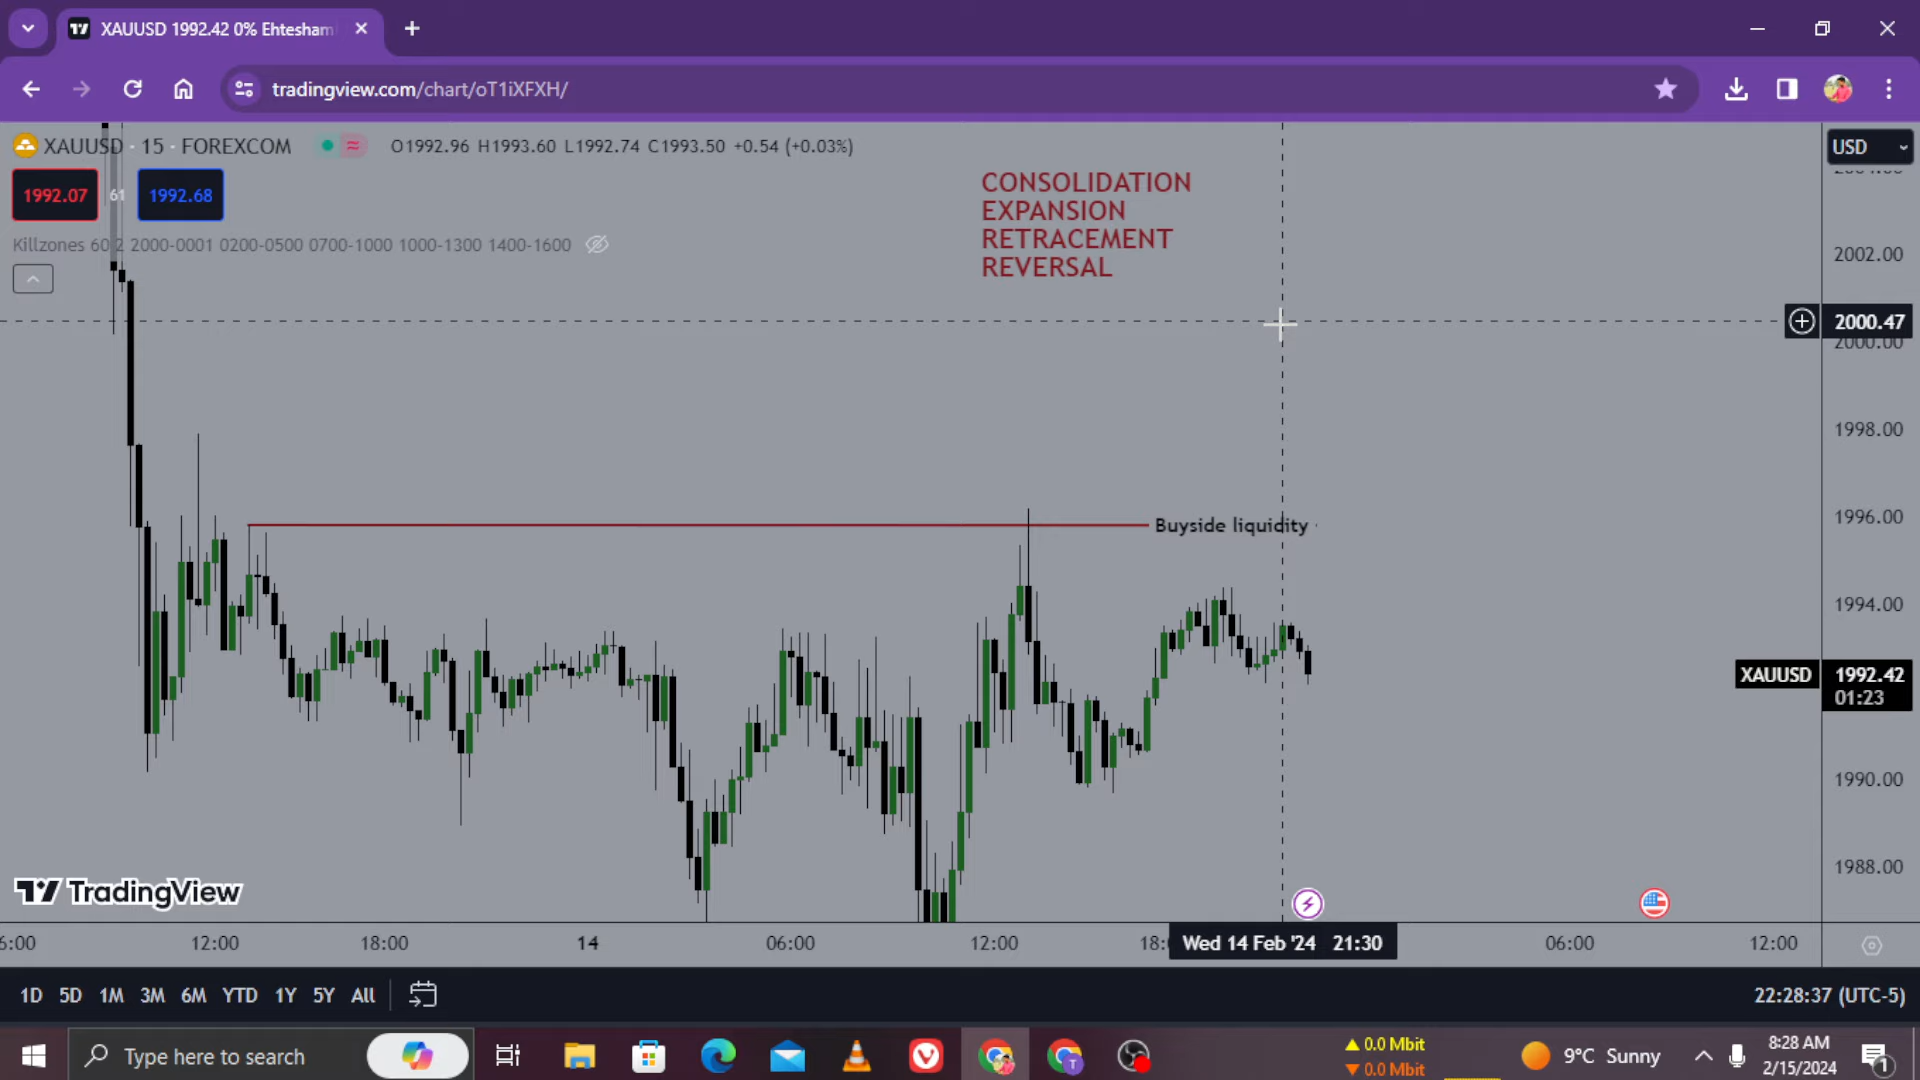 XAUUSD 1992.42 0% Ehtesham
tradingview.com/chart/oT1iXFXH/
XAUUSD · 15 · FOREXCOM O1992.96 H1993.60 L1992.74 C1993.50 +0.54 (+0.03%)
USD
1992.07 61 1992.68
Killzones 60 2 2000-0001 0200-0500 0700-1000 1000-1300 1400-1600
CONSOLIDATION
EXPANSION
RETRACEMENT
REVERSAL
2002.00
2000.47
2000.00
1998.00
1996.00
Buyside liquidity
1994.00
XAUUSD 1992.42
01:23
1990.00
1988.00
TradingView
12:00 18:00 14 06:00 12:00 Wed 14 Feb '24 21:30 06:00 12:00
1D 5D 1M 3M 6M YTD 1Y 5Y All 22:28:37 (UTC-5)
Type here to search
0.0 Mbit
0.0 Mbit
9°C Sunny
8:28 AM
2/15/2024
1